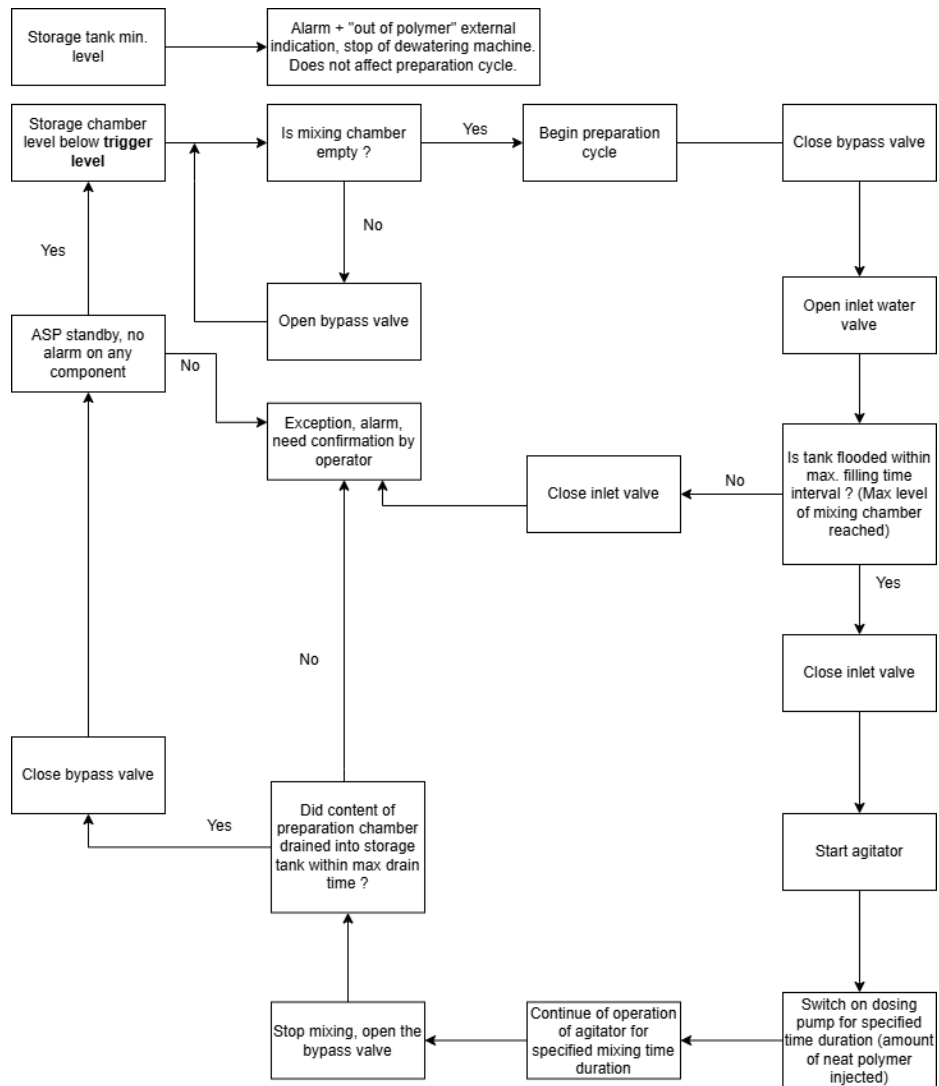 Storage tank min.
level
Alarm + "out of polymer" external
indication, stop of dewatering machine.
Does not affect preparation cycle.
Storage chamber
level below trigger
level
Is mixing chamber
empty ?
Yes
Begin preparation
cycle
Close bypass valve
No
Yes
Open bypass valve
Open inlet water
valve
ASP standby, no
alarm on any
component
No
Exception, alarm,
need confirmation by
operator
Close inlet valve
No
Is tank flooded within
max. filling time
interval ? (Max level
of mixing chamber
reached)
Yes
No
Close inlet valve
Close bypass valve
Yes
Did content of
preparation chamber
drained into storage
tank within max drain
time ?
Start agitator
Stop mixing, open the
bypass valve
Continue of operation
of agitator for
specified mixing time
duration
Switch on dosing
pump for specified
time duration (amount
of neat polymer
injected)